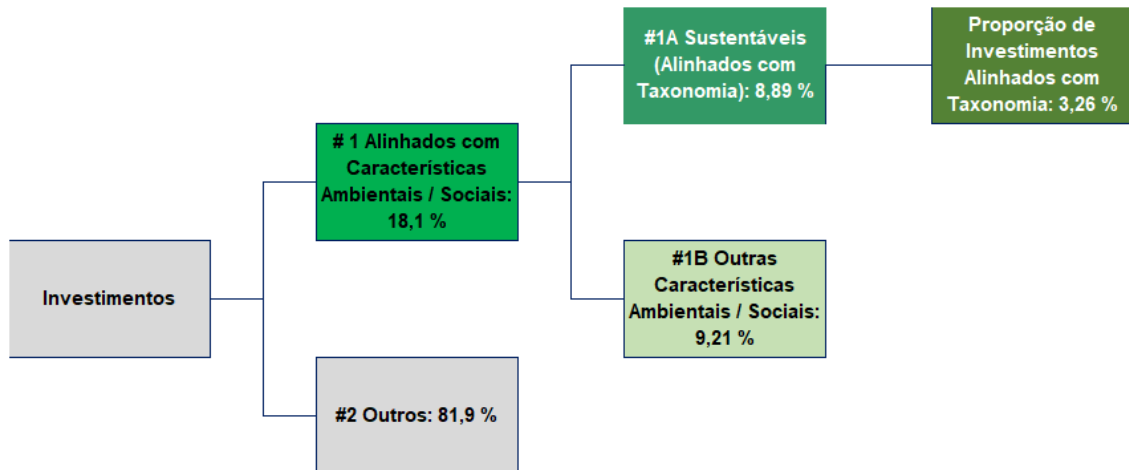 #1A Sustentáveis
(Alinhados com
Taxonomia): 8,89 %
Proporção de
Investimentos
Alinhados com
Taxonomia: 3,26 %
# 1 Alinhados com
Características
Ambientais / Sociais:
18,1 %
Investimentos
#1B Outras
Características
Ambientais / Sociais:
9,21 %
#2 Outros: 81,9 %